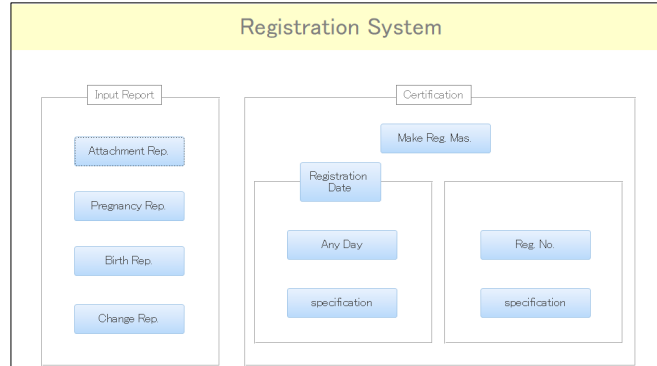 Registration System
Input Report
Attachment Rep.
Pregnancy Rep.
Birth Rep.
Change Rep.
Certification
Make Reg. Mas.
Registration
Date
Any Day
specification
Reg. No.
specification